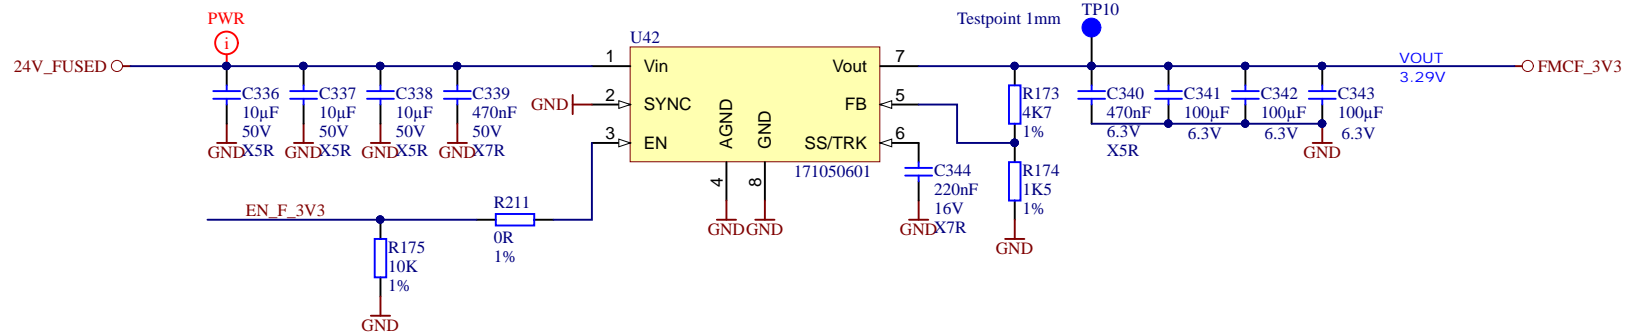 PWR
i
24V_FUSED
C336
10µF
50V
X5R
GND
C337
10µF
50V
X5R
GND
C338
10µF
50V
X5R
GND
C339
470nF
50V
X7R
GND
U42
1
Vin
GND
2
SYNC
3
EN
AGND
GND
4
8
GND
GND
Vout
7
FB
5
SS/TRK
6
171050601
C344
220nF
16V
X7R
GND
R173
4K7
1%
R174
1K5
1%
GND
Testpoint 1mm
TP10
C340
470nF
6.3V
X5R
C341
100µF
6.3V
C342
100µF
6.3V
C343
100µF
6.3V
GND
VOUT
3.29V
FMCF_3V3
EN_F_3V3
R211
0R
1%
R175
10K
1%
GND